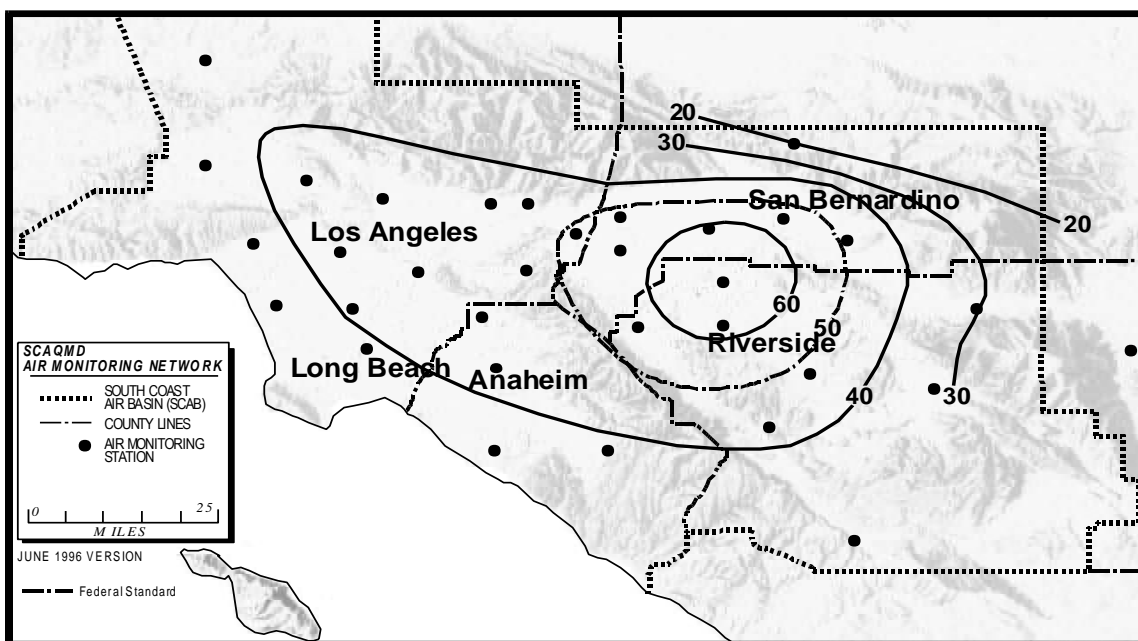 20
30
San Bernardino
20
Los Angeles
60
50
Riverside
Long Beach
Anaheim
40
30
SCAQMD
AIR MONITORING NETWORK
SOUTH COAST
AIR BASIN (SCAB)
COUNTY LINES
AIR MONITORING
STATION
0
25
MILES
JUNE 1996 VERSION
Federal Standard